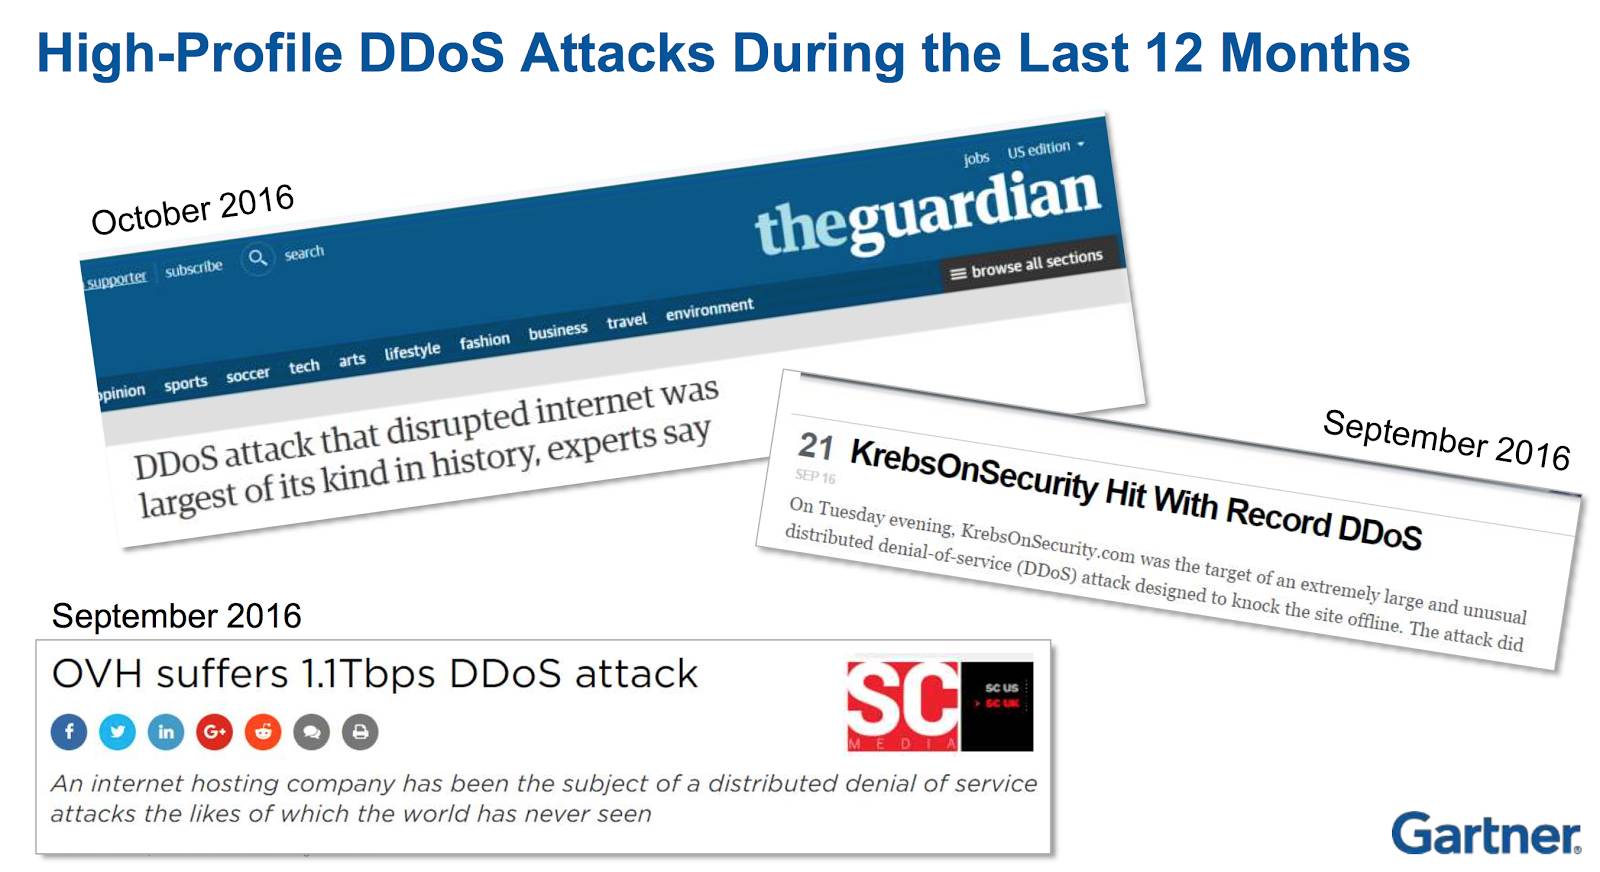 High-Profile DDoS Attacks During the Last 12 Months
October 2016
jobs US edition
supporter subscribe search
theguardian
browse all sections
opinion sports soccer tech arts lifestyle fashion business travel environment
DDoS attack that disrupted internet was
largest of its kind in history, experts say
September 2016
21 KrebsOnSecurity Hit With Record DDoS
SEP 16
On Tuesday evening, KrebsOnSecurity.com was the target of an extremely large and unusual
distributed denial-of-service (DDoS) attack designed to knock the site offline. The attack did
September 2016
OVH suffers 1.1Tbps DDoS attack
SC
MEDIA
SC US
> SC UK
f in G+
An internet hosting company has been the subject of a distributed denial of service
attacks the likes of which the world has never seen
Gartner®